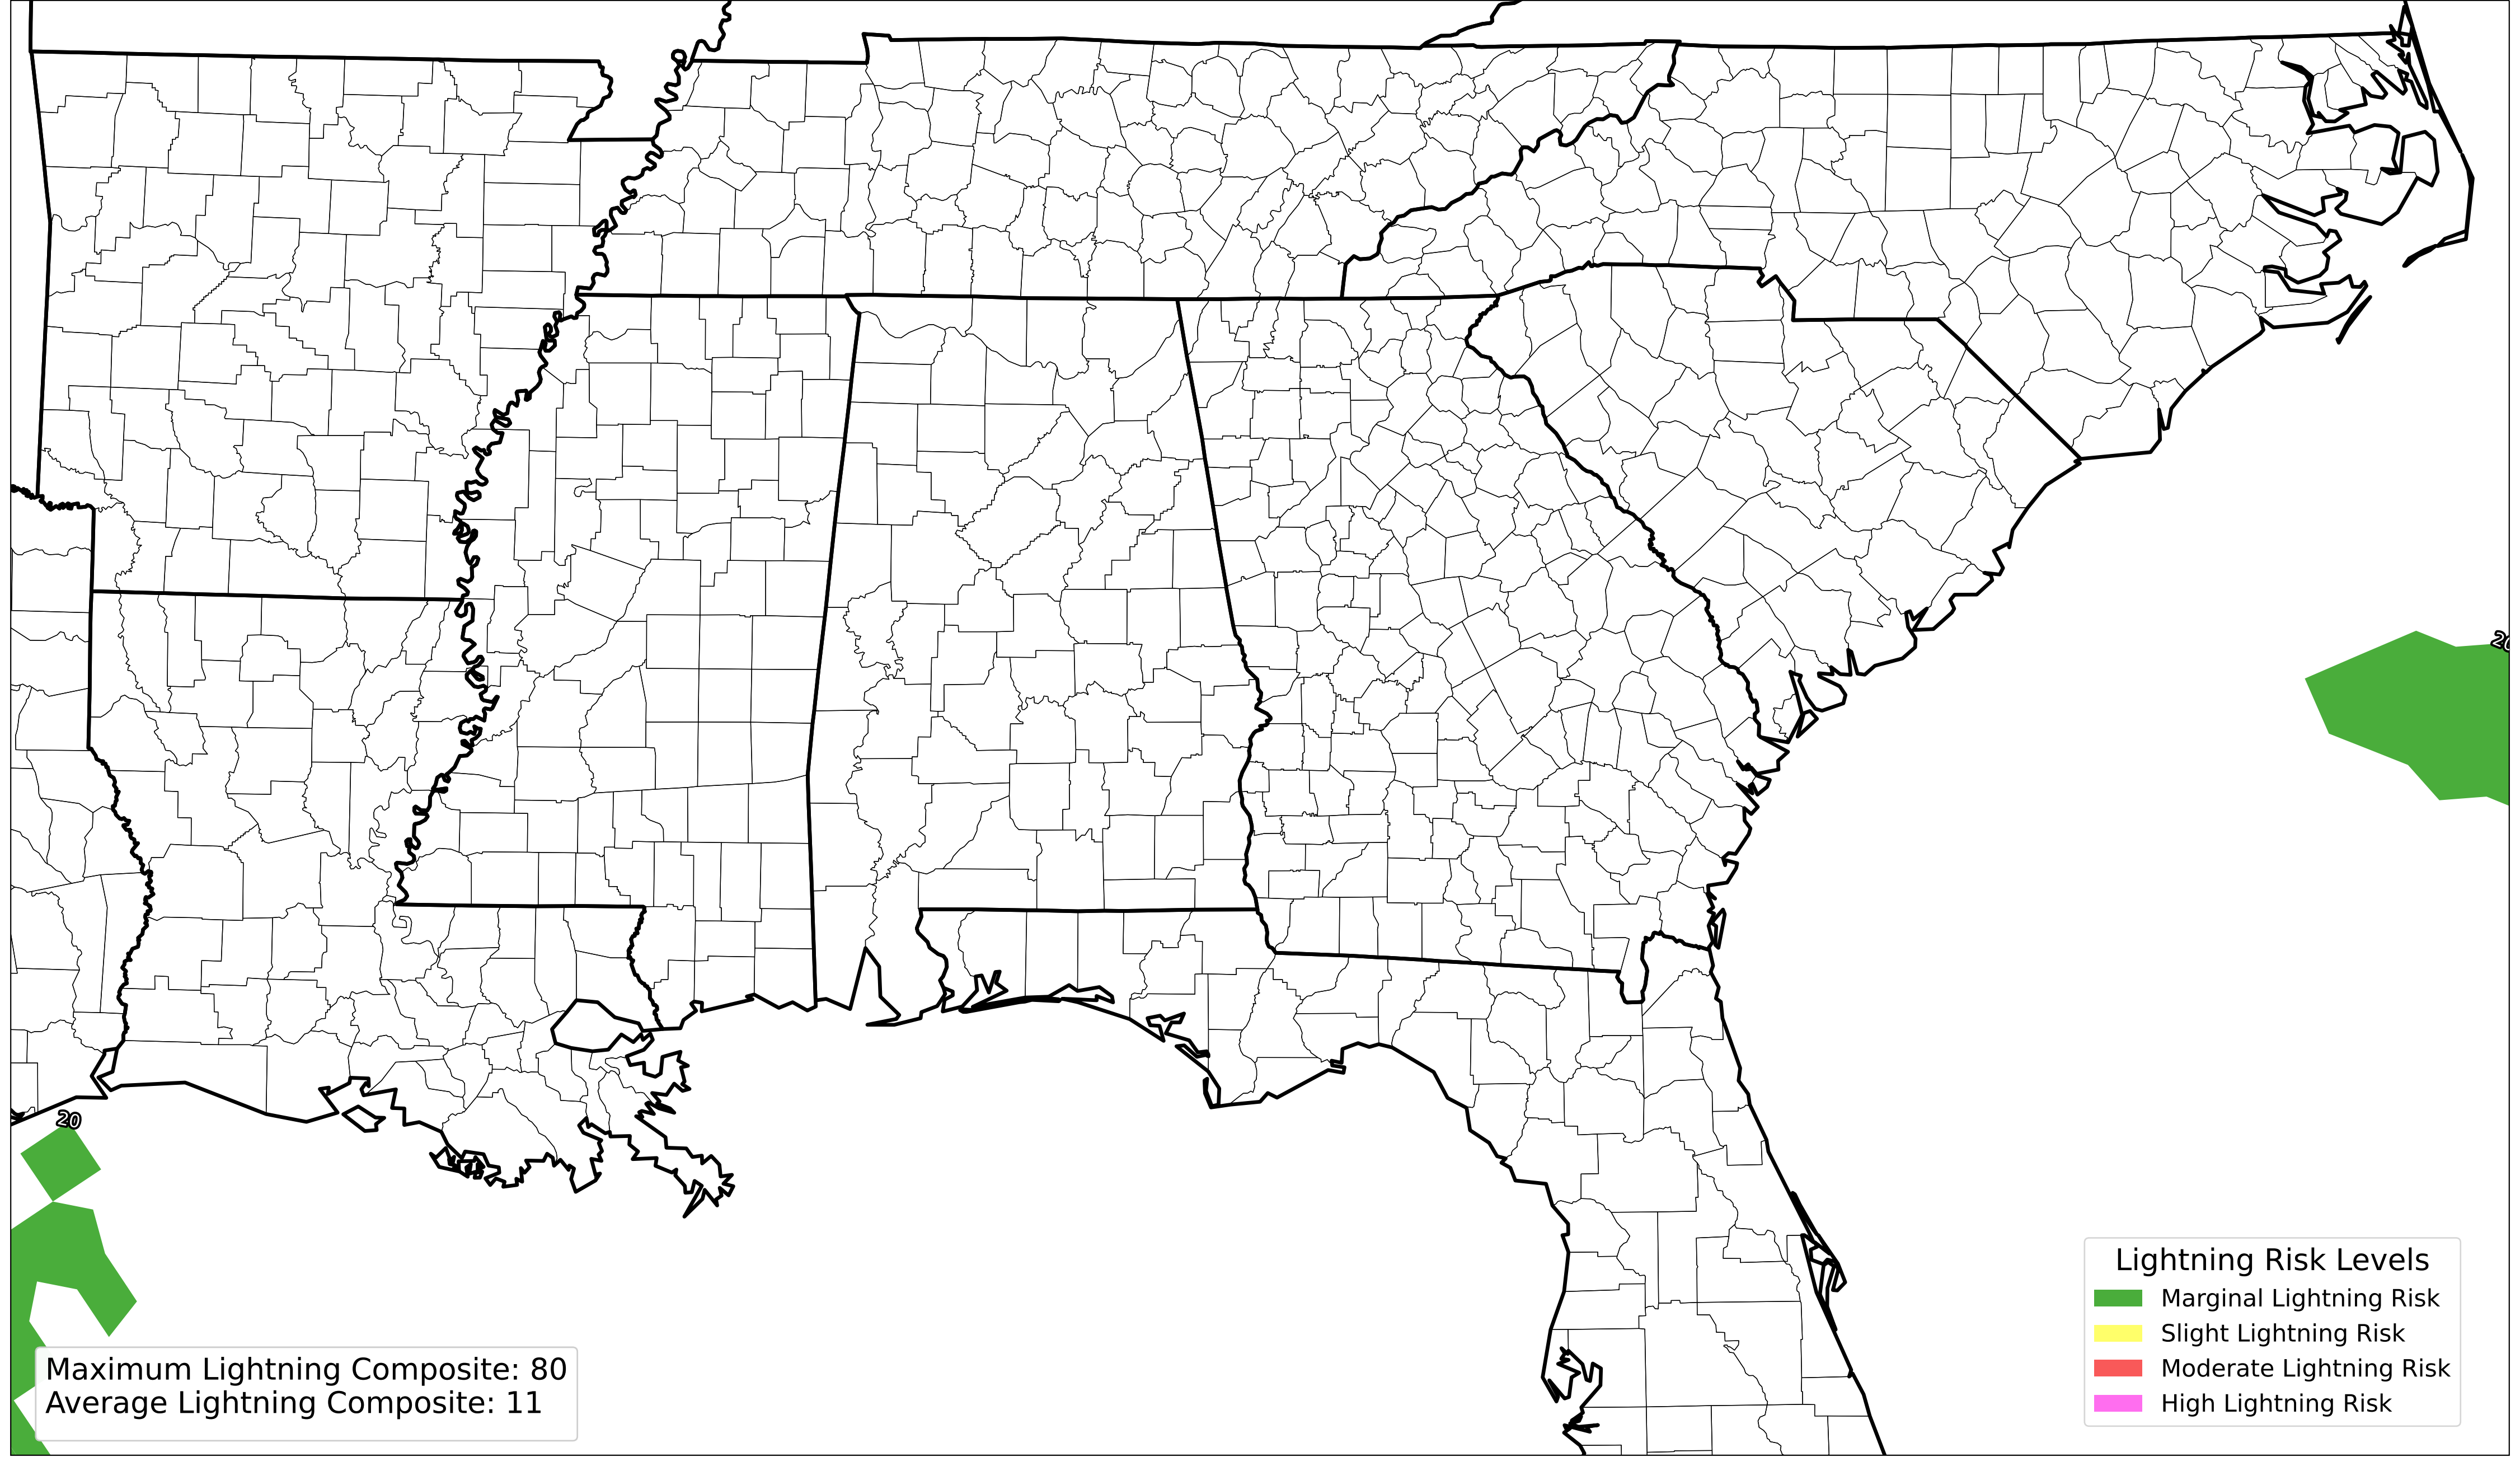 20
20
Maximum Lightning Composite: 80
Average Lightning Composite: 11
Lightning Risk Levels
Marginal Lightning Risk
Slight Lightning Risk
Moderate Lightning Risk
High Lightning Risk